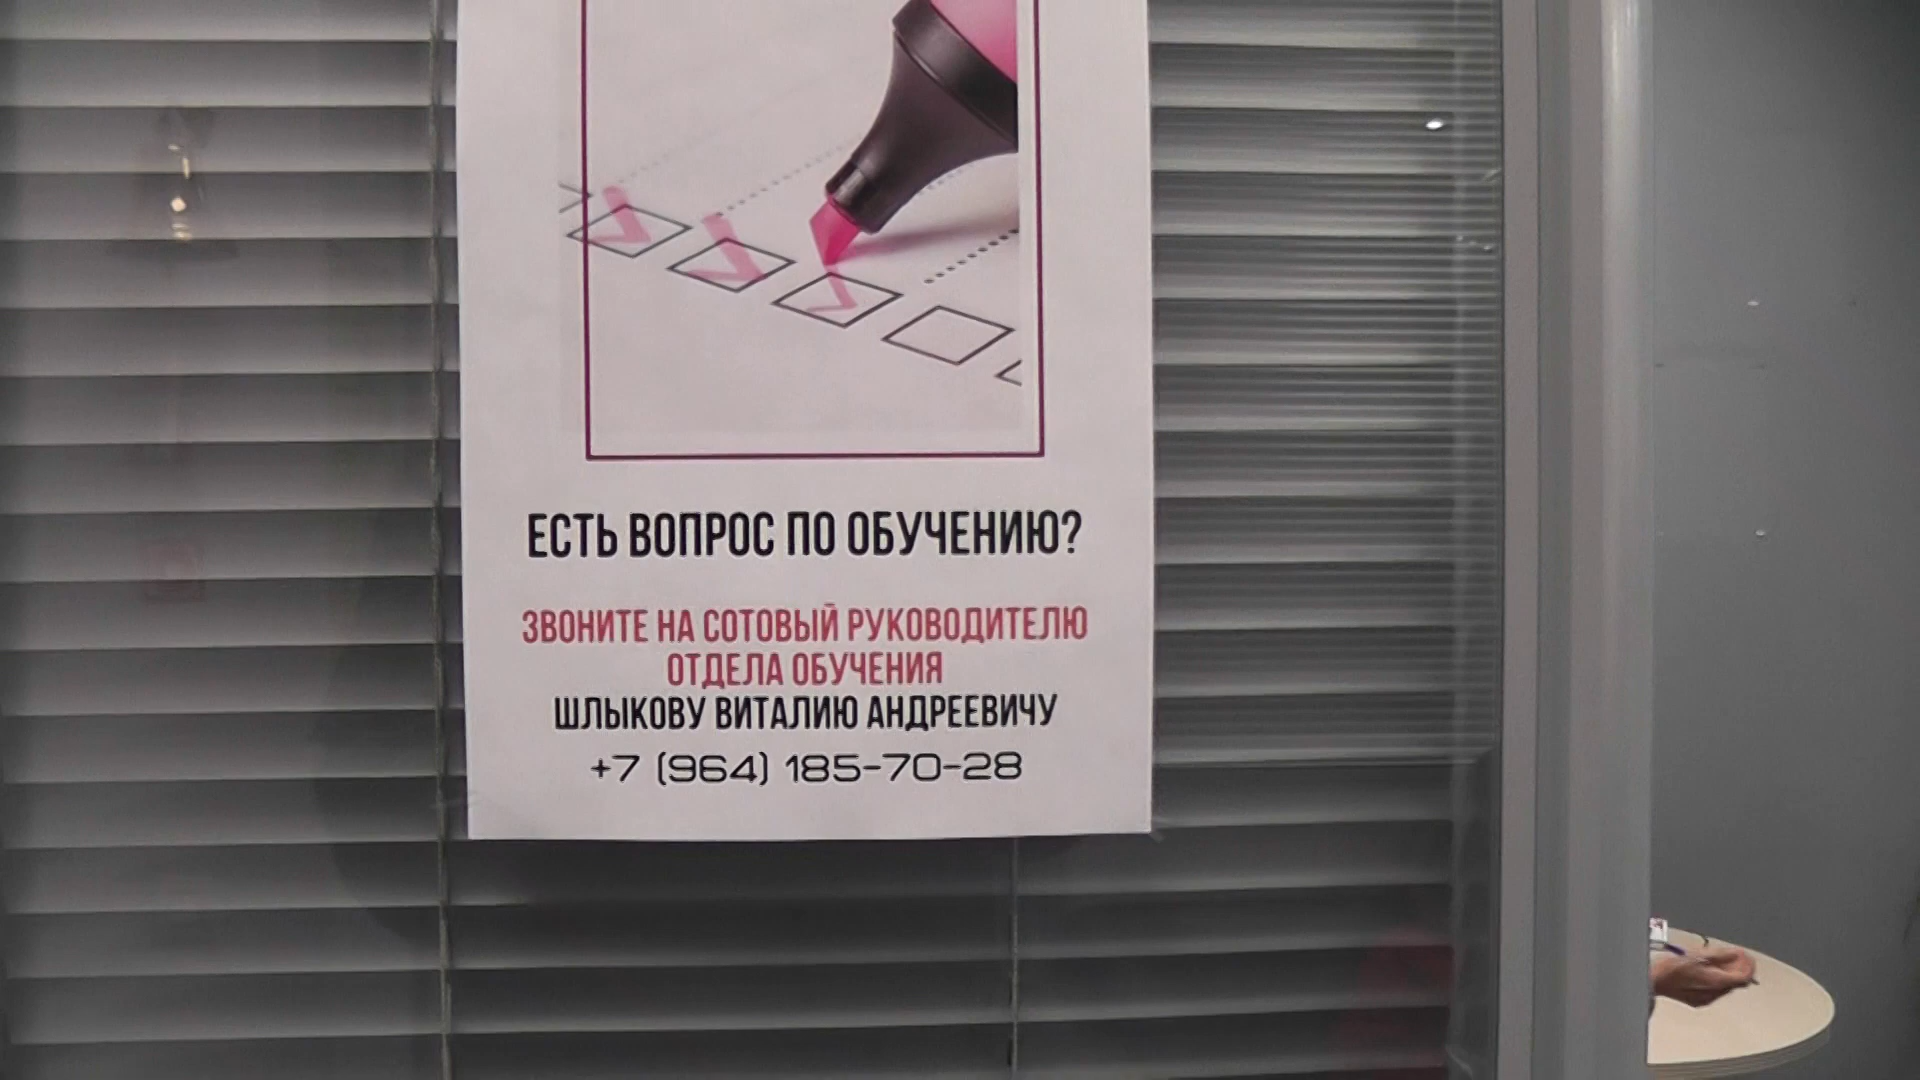 ЕСТЬ ВОПРОС ПО ОБУЧЕНИЮ?
ЗВОНИТЕ НА СОТОВЫЙ РУКОВОДИТЕЛЮ
ОТДЕЛА ОБУЧЕНИЯ
ШЛЫКОВУ ВИТАЛИЮ АНДРЕЕВИЧУ
+7 (964) 185-70-28